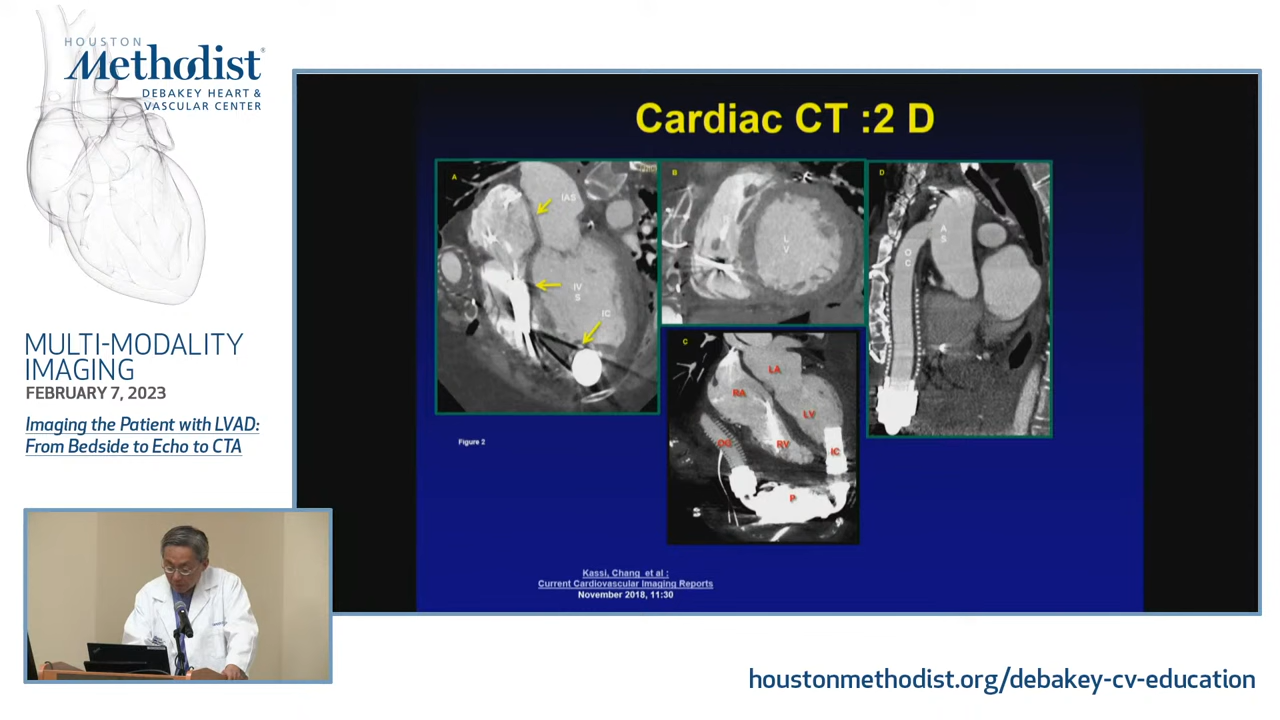 HOUSTON
Methodist®
DEBAKEY HEART &
VASCULAR CENTER
MULTI-MODALITY
IMAGING
FEBRUARY 7, 2023
Imaging the Patient with LVAD:
From Bedside to Echo to CTA
Cardiac CT :2 D
A
IAS
IV
S
IC
B
L
V
D
A
S
O
C
C
LA
RA
LV
OC
RV
IC
P
Figure 2
Kassi, Chang et al :
Current Cardiovascular Imaging Reports
November 2018, 11:30
houstonmethodist.org/debakey-cv-education